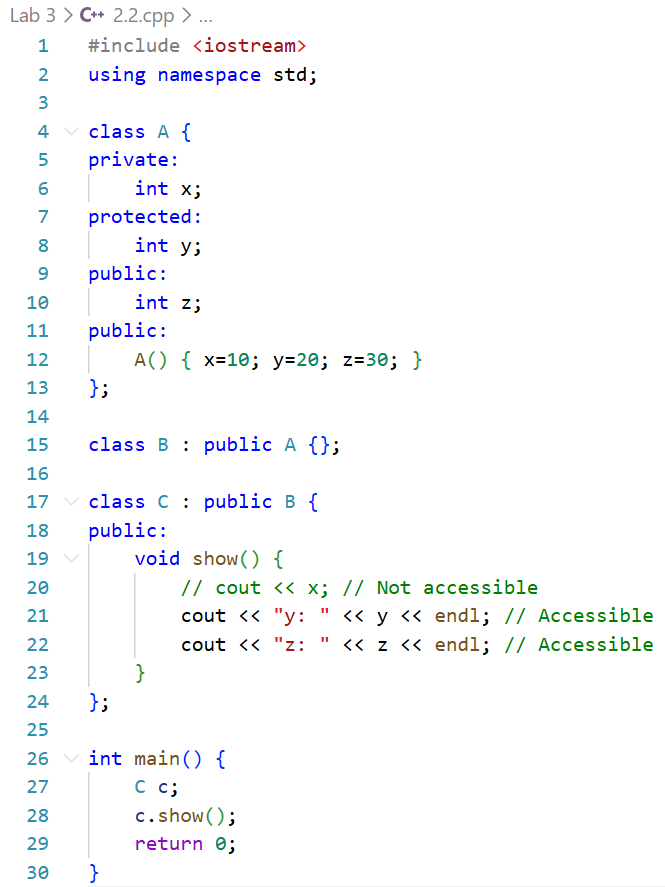 Lab 3 > C++ 2.2.cpp > ...
1 #include <iostream>
2 using namespace std;
3
4 class A {
5 private:
6     int x;
7 protected:
8     int y;
9 public:
10     int z;
11 public:
12     A() { x=10; y=20; z=30; }
13 };
14
15 class B : public A {};
16
17 class C : public B {
18 public:
19     void show() {
20         // cout << x; // Not accessible
21         cout << "y: " << y << endl; // Accessible
22         cout << "z: " << z << endl; // Accessible
23     }
24 };
25
26 int main() {
27     C c;
28     c.show();
29     return 0;
30 }